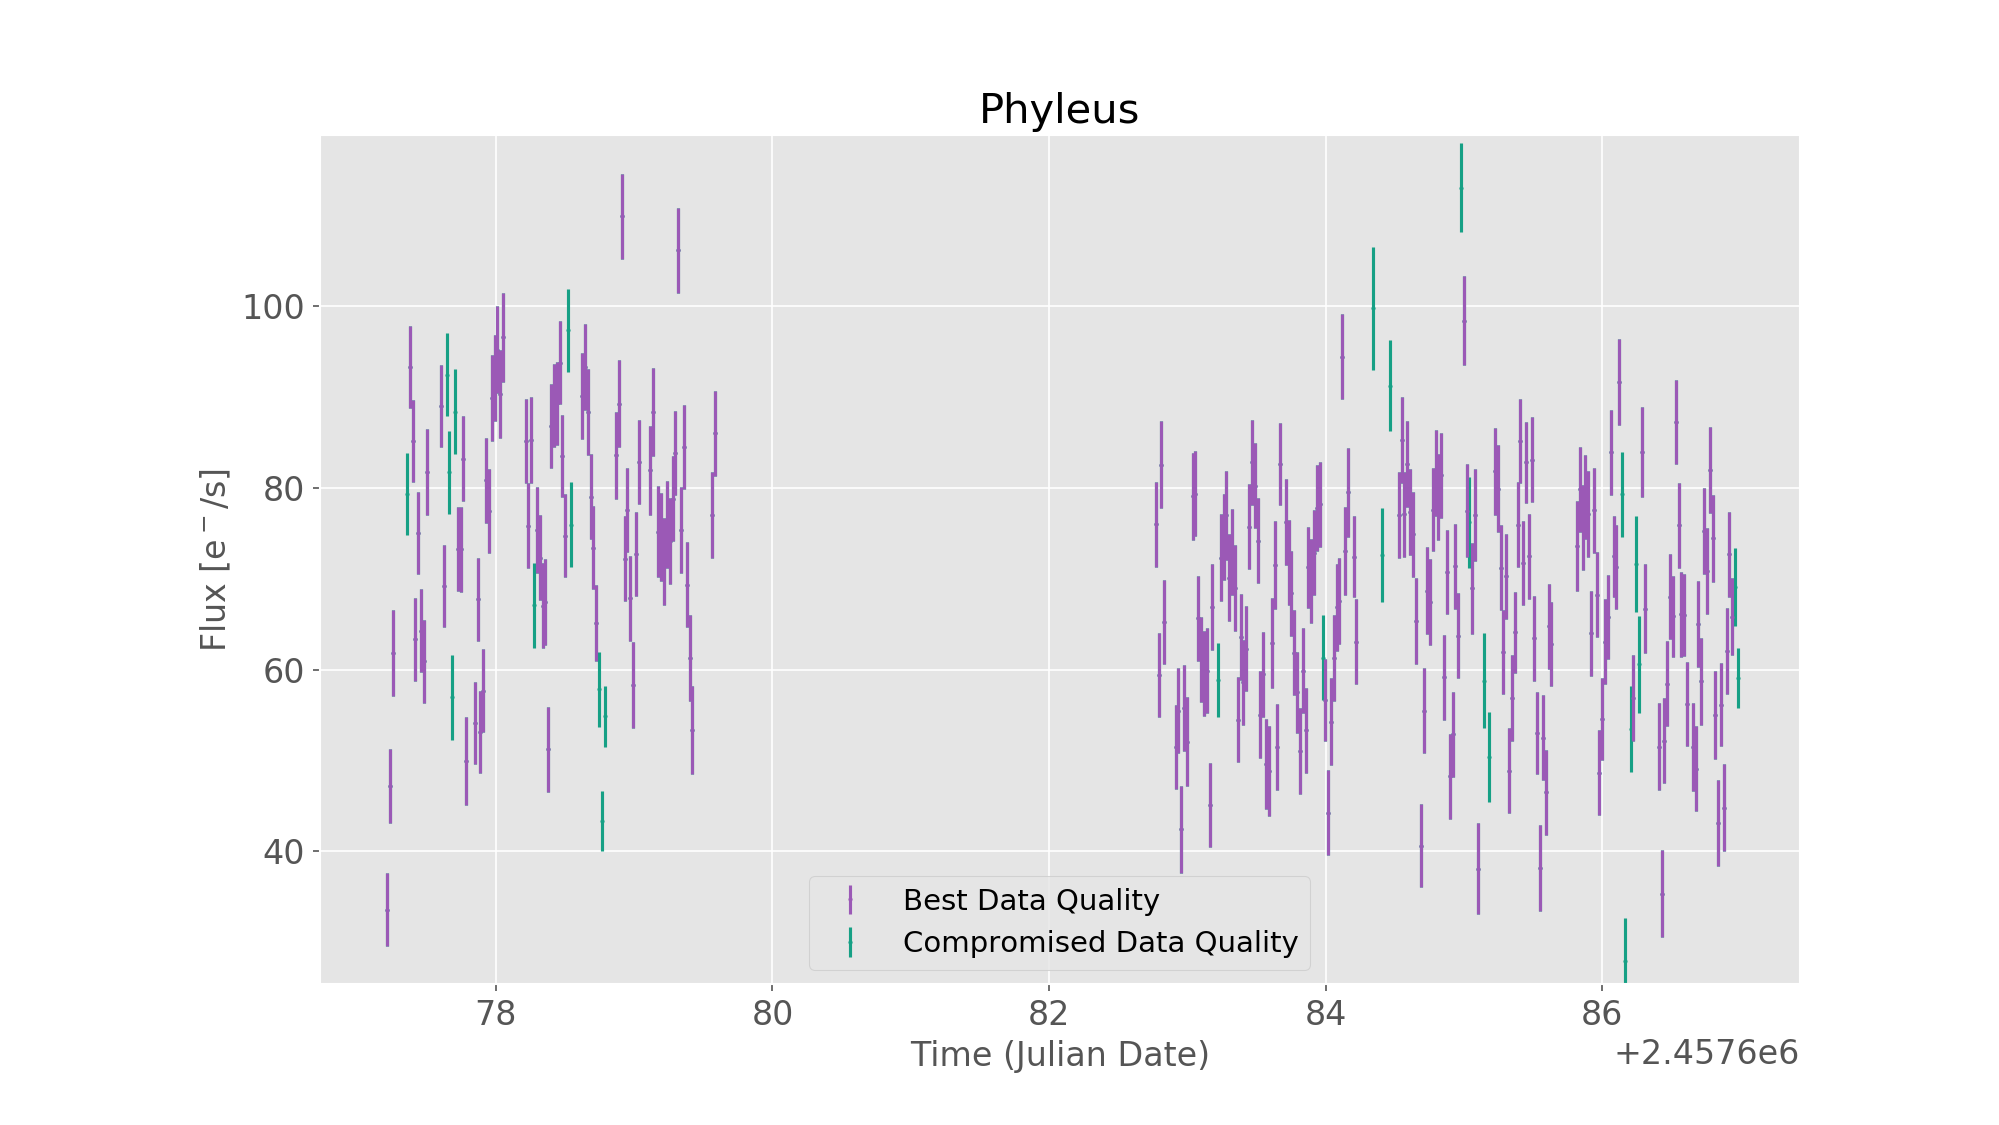 Phyleus
Flux [e⁻/s]
100
80
60
40
Best Data Quality
Compromised Data Quality
78 80 82 84 86
Time (Julian Date)
+2.4576e6